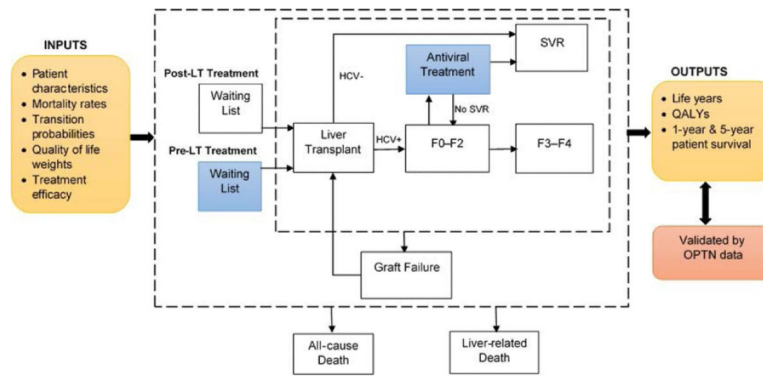 INPUTS
• Patient
characteristics
• Mortality rates
• Transition
probabilities
• Quality of life
weights
• Treatment
efficacy
Post-LT Treatment
Waiting
List
Pre-LT Treatment
Waiting
List
Liver
Transplant
HCV-
HCV+
Antiviral
Treatment
No SVR
SVR
F0–F2
F3–F4
Graft Failure
All-cause
Death
Liver-related
Death
OUTPUTS
• Life years
• QALYs
• 1-year & 5-year
patient survival
Validated by
OPTN data